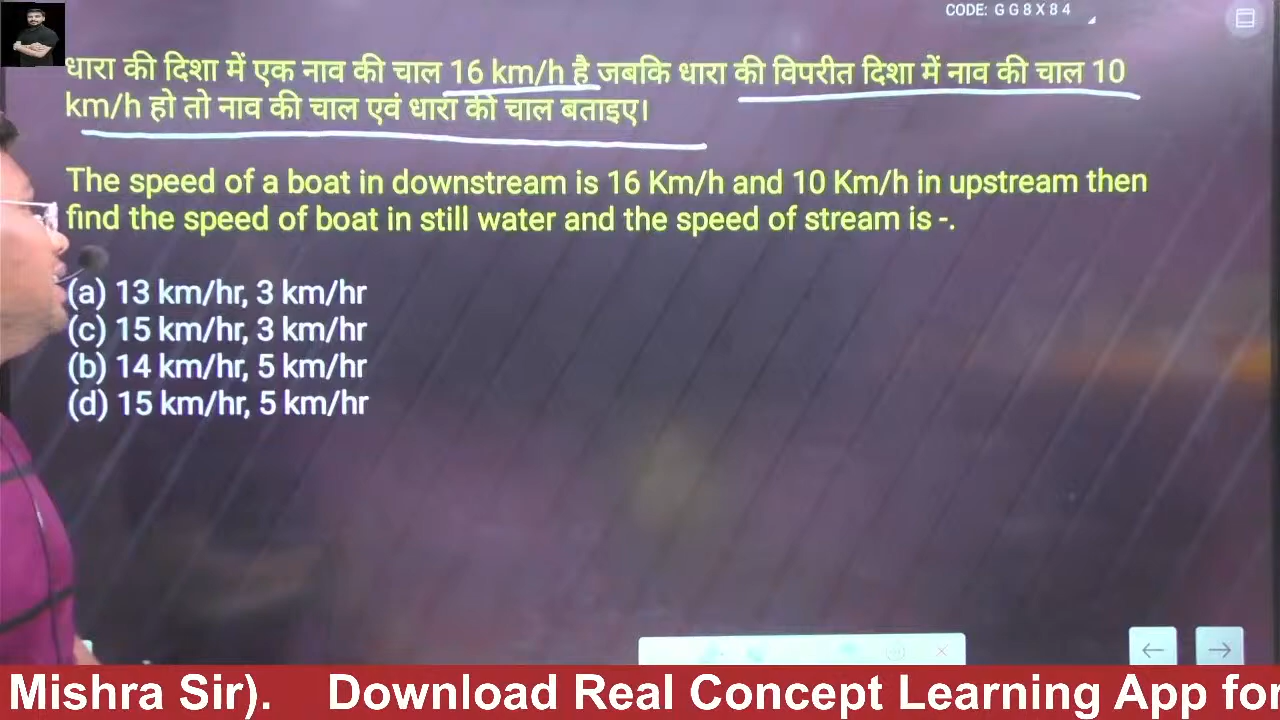 CODE: G G 8 X 8 4
धारा की दिशा में एक नाव की चाल 16 km/h है जबकि धारा की विपरीत दिशा में नाव की चाल 10
km/h हो तो नाव की चाल एवं धारा की चाल बताइए।
The speed of a boat in downstream is 16 Km/h and 10 Km/h in upstream then
find the speed of boat in still water and the speed of stream is -.
(a) 13 km/hr, 3 km/hr
(c) 15 km/hr, 3 km/hr
(b) 14 km/hr, 5 km/hr
(d) 15 km/hr, 5 km/hr
Mishra Sir). Download Real Concept Learning App for